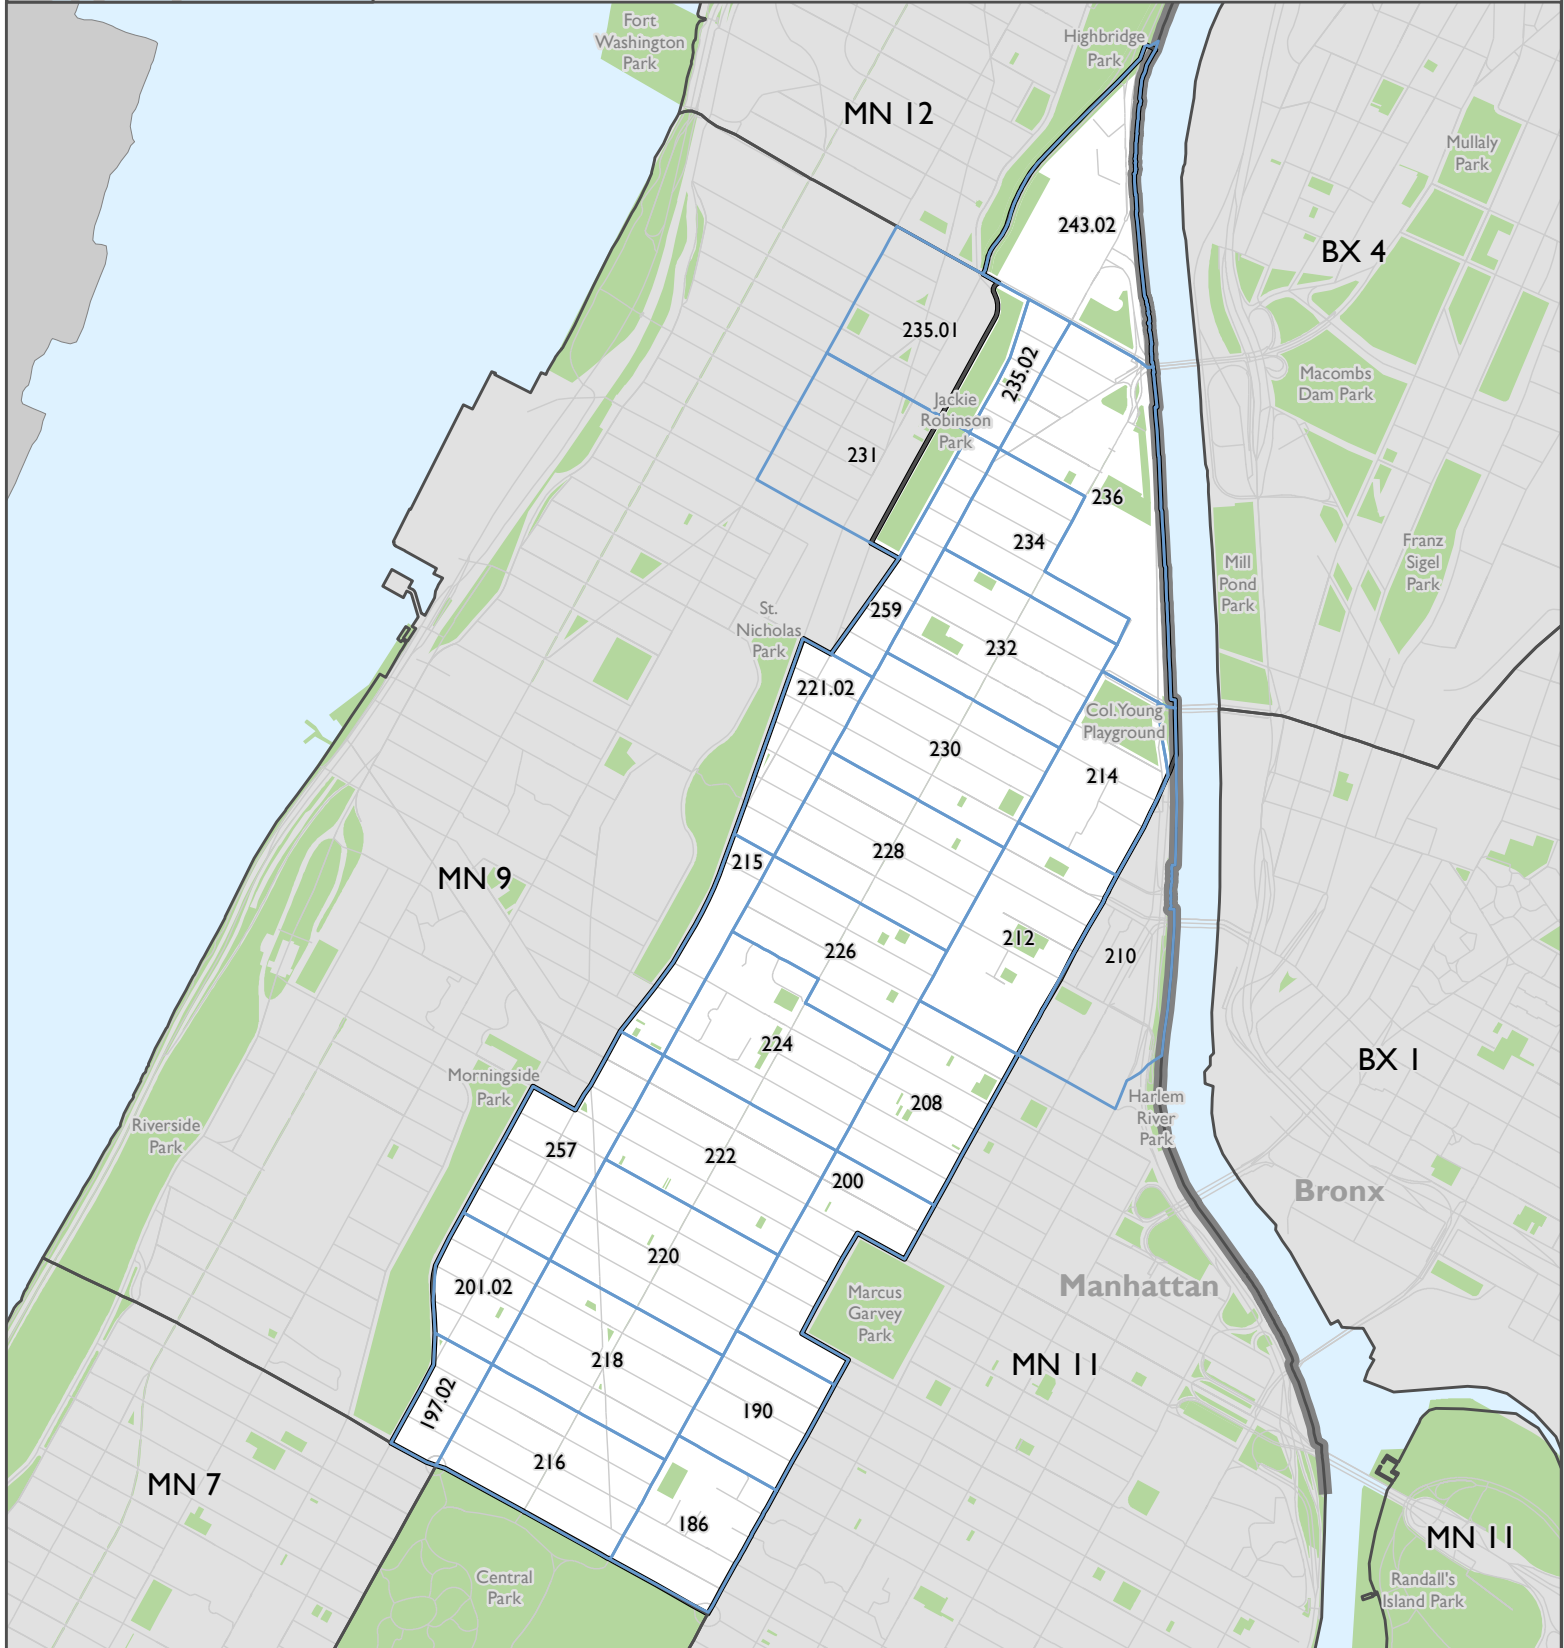 Fort
Washington
Park
Highbridge
Park
MN 12
Mullaly
Park
243.02
BX 4
235.01
235.02
Macombs
Dam Park
Jackie
Robinson
Park
231
236
234
Franz
Sigel
Park
Mill
Pond
Park
259
St.
Nicholas
Park
232
221.02
Col.Young
Playground
230
214
228
215
MN 9
212
226
210
224
BX 1
Morningside
Park
208
Harlem
River
Park
Riverside
Park
257
222
200
Bronx
220
201.02
Manhattan
Marcus
Garvey
Park
218
MN 11
197.02
190
216
MN 7
186
MN 11
Central
Park
Randall's
Island Park